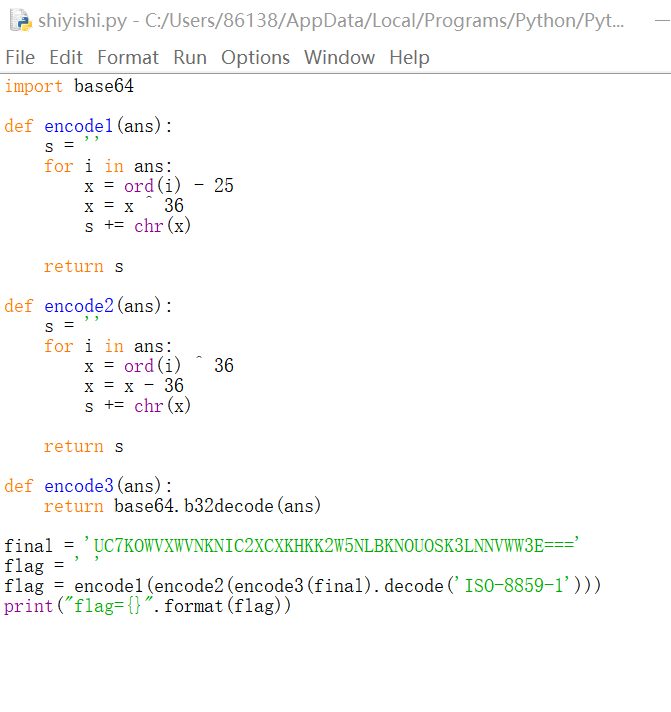 shiyishi.py - C:/Users/86138/AppData/Local/Programs/Python/Pyt...
File Edit Format Run Options Window Help
import base64

def encode1(ans):
    s = ''
    for i in ans:
        x = ord(i) - 25
        x = x ^ 36
        s += chr(x)

    return s

def encode2(ans):
    s = ''
    for i in ans:
        x = ord(i) ^ 36
        x = x - 36
        s += chr(x)

    return s

def encode3(ans):
    return base64.b32decode(ans)

final = 'UC7KOWVXWVNKNIC2XCXKHKK2W5NLBKNOUOSK3LNNVWW3E==='
flag = ' '
flag = encode1(encode2(encode3(final).decode('ISO-8859-1')))
print("flag={}".format(flag))